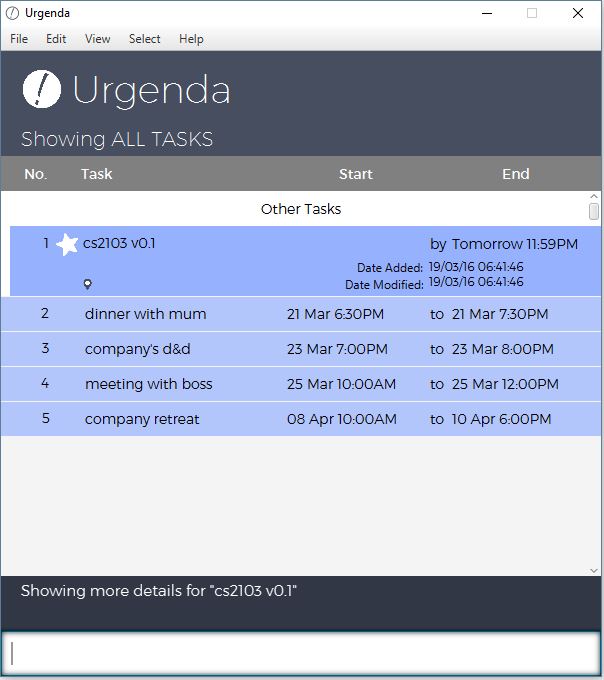 Urgenda
File Edit View Select Help
Urgenda
Showing ALL TASKS
No. Task Start End
Other Tasks
1 cs2103 v0.1 by Tomorrow 11:59PM
Date Added: 19/03/16 06:41:46
Date Modified: 19/03/16 06:41:46
2 dinner with mum 21 Mar 6:30PM to 21 Mar 7:30PM
3 company's d&d 23 Mar 7:00PM to 23 Mar 8:00PM
4 meeting with boss 25 Mar 10:00AM to 25 Mar 12:00PM
5 company retreat 08 Apr 10:00AM to 10 Apr 6:00PM
Showing more details for "cs2103 v0.1"